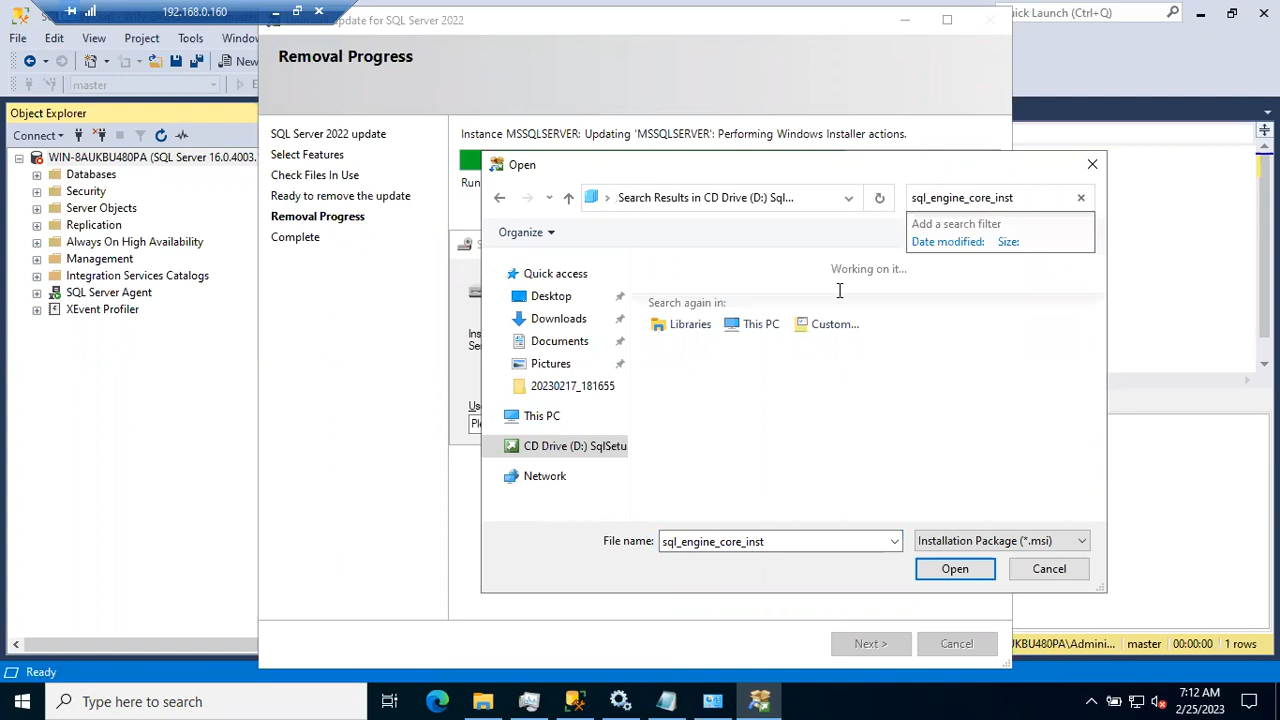 192.168.0.160
update for SQL Server 2022
Quick Launch (Ctrl+Q)
File
Edit
View
Project
Tools
New
master
Removal Progress
Object Explorer
Connect
WIN-8AUKBU480PA (SQL Server 16.0.4003.
Databases
Security
Server Objects
Replication
Always On High Availability
Management
Integration Services Catalogs
SQL Server Agent
XEvent Profiler
SQL Server 2022 update
Select Features
Check Files In Use
Ready to remove the update
Removal Progress
Complete
Instance MSSQLSERVER: Updating 'MSSQLSERVER': Performing Windows Installer actions.
Open
Search Results in CD Drive (D:) Sql...
sql_engine_core_inst
Add a search filter
Date modified:
Size:
Organize
Working on it...
Search again in:
Libraries
This PC
Custom...
Quick access
Desktop
Downloads
Documents
Pictures
20230217_181655
This PC
CD Drive (D:) SqlSetu
Network
File name:
sql_engine_core_inst
Installation Package (*.msi)
Open
Cancel
Next >
Cancel
UKBU480PA\Admini...
master
00:00:00
1 rows
Ready
Type here to search
7:12 AM
2/25/2023